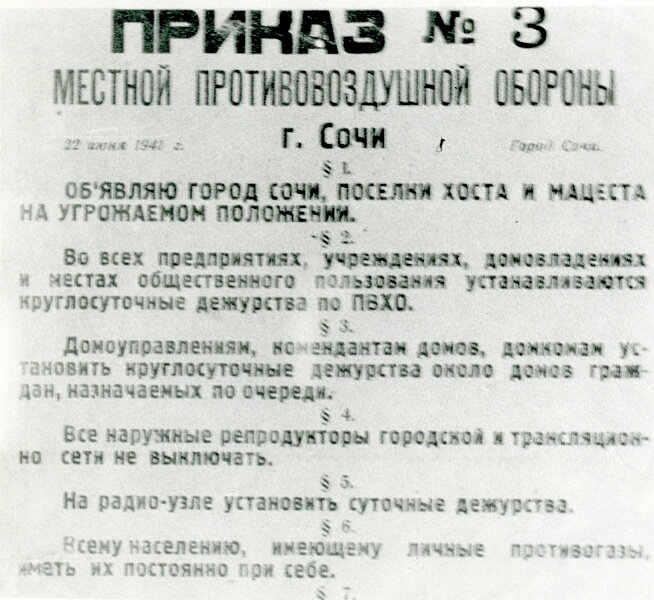 ПРИКАЗ № 3
МЕСТНОЙ ПРОТИВОВОЗДУШНОЙ ОБОРОНЫ
г. Сочи
22 июня 1941 г. Город Сочи.
§ 1.
ОБ'ЯВЛЯЮ ГОРОД СОЧИ, ПОСЕЛКИ ХОСТА И МАЦЕСТА
НА УГРОЖАЕМОМ ПОЛОЖЕНИИ.
§ 2.
Во всех предприятиях, учреждениях, домовладениях
и местах общественного пользования устанавливаются
круглосуточные дежурства по ПВХО.
§ 3.
Домоуправлениям, комендантам домов, домкомам ус-
тановить круглосуточные дежурства около домов граж-
дан, назначаемых по очереди.
§ 4.
Все наружные репродукторы городской и трансляцион-
но сети не выключать.
§ 5.
На радио-узле установить суточные дежурства.
§ 6.
Всему населению, имеющему личные противогазы,
иметь их постоянно при себе.
§ 7.